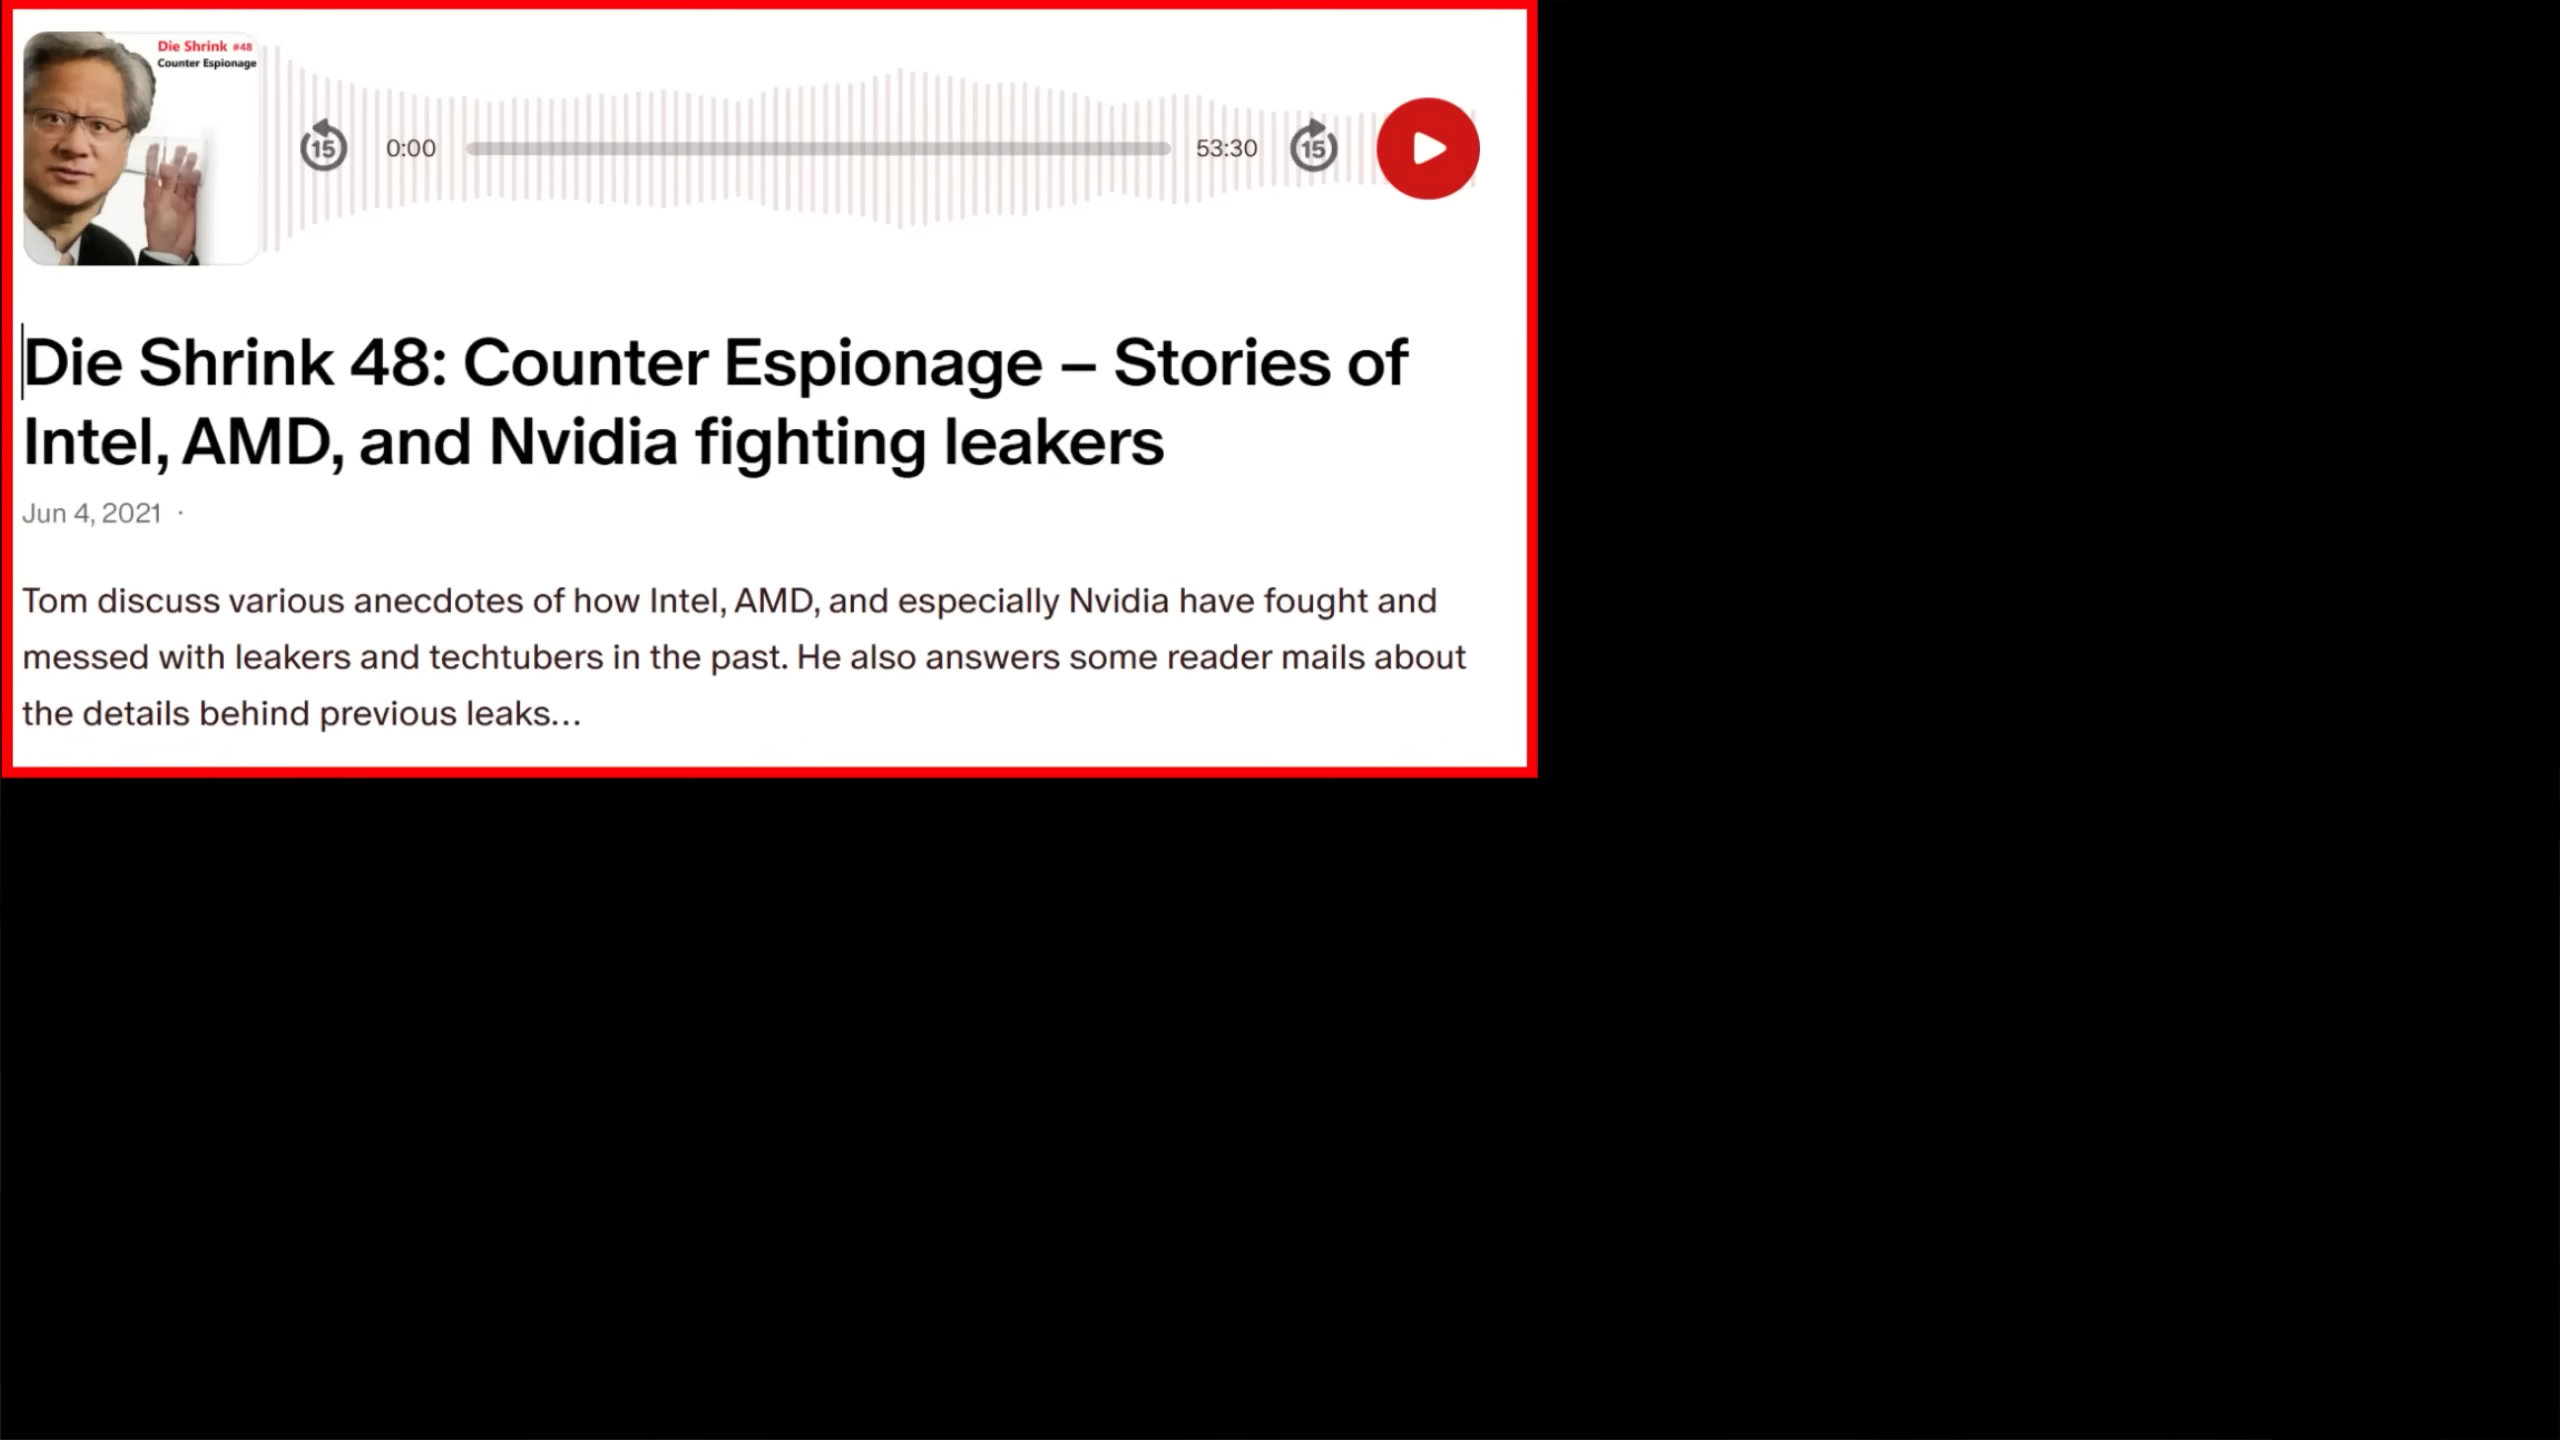 Die Shrink #48
Counter Espionage
15
0:00
53:30
15
Die Shrink 48: Counter Espionage – Stories of
Intel, AMD, and Nvidia fighting leakers
Jun 4, 2021 ·
Tom discuss various anecdotes of how Intel, AMD, and especially Nvidia have fought and
messed with leakers and techtubers in the past. He also answers some reader mails about
the details behind previous leaks...